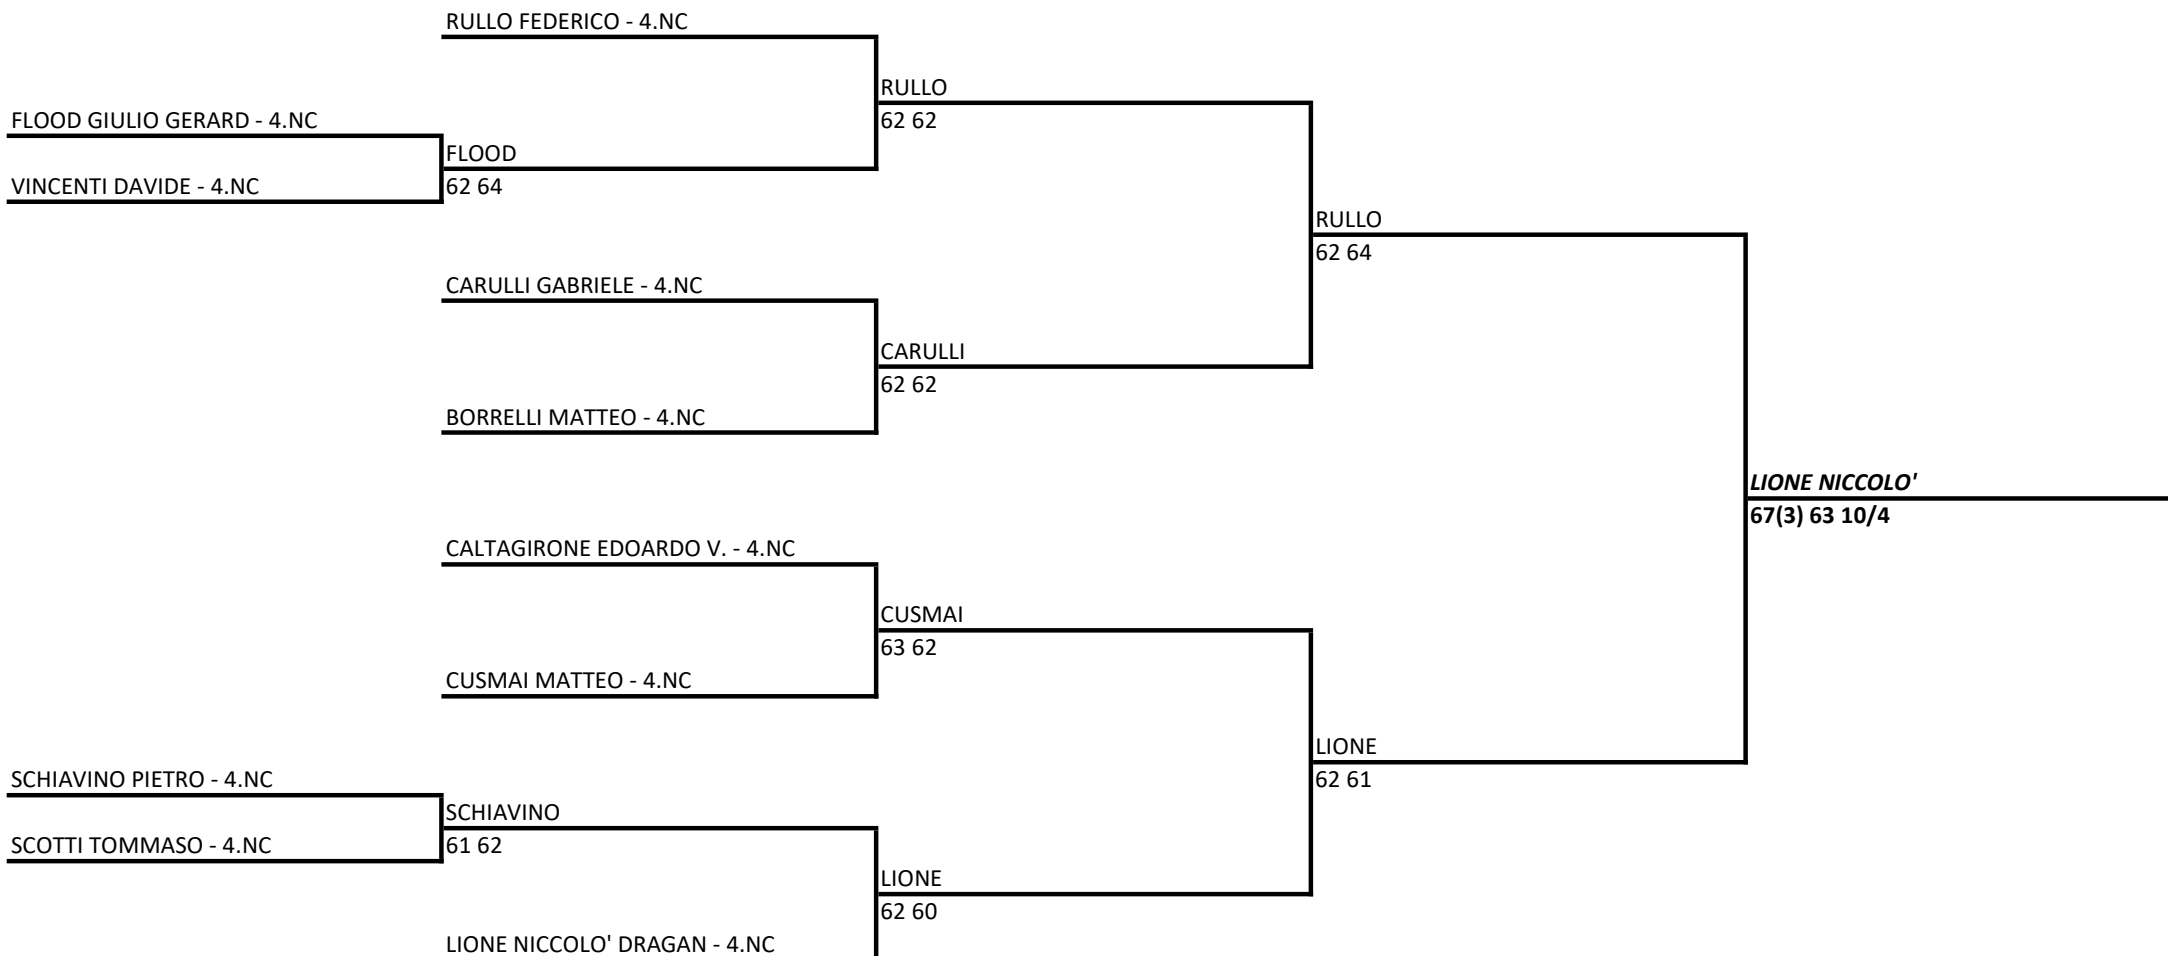 RULLO FEDERICO - 4.NC
RULLO
FLOOD GIULIO GERARD - 4.NC
62 62
FLOOD
VINCENTI DAVIDE - 4.NC
62 64
RULLO
62 64
CARULLI GABRIELE - 4.NC
CARULLI
62 62
BORRELLI MATTEO - 4.NC
LIONE NICCOLO'
67(3) 63 10/4
CALTAGIRONE EDOARDO V. - 4.NC
CUSMAI
63 62
CUSMAI MATTEO - 4.NC
LIONE
SCHIAVINO PIETRO - 4.NC
62 61
SCHIAVINO
SCOTTI TOMMASO - 4.NC
61 62
LIONE
62 60
LIONE NICCOLO' DRAGAN - 4.NC